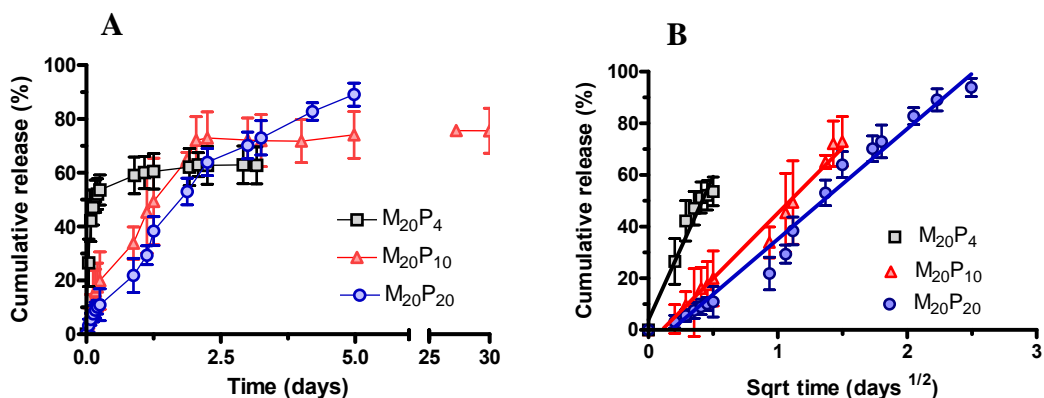 A
Cumulative release (%)
100
80
60
40
20
0
0.0
2.5
5.0
25
30
Time (days)
M20P4
M20P10
M20P20
B
Cumulative release (%)
100
80
60
40
20
0
0
1
2
3
Sqrt time (days 1/2)
M20P4
M20P10
M20P20